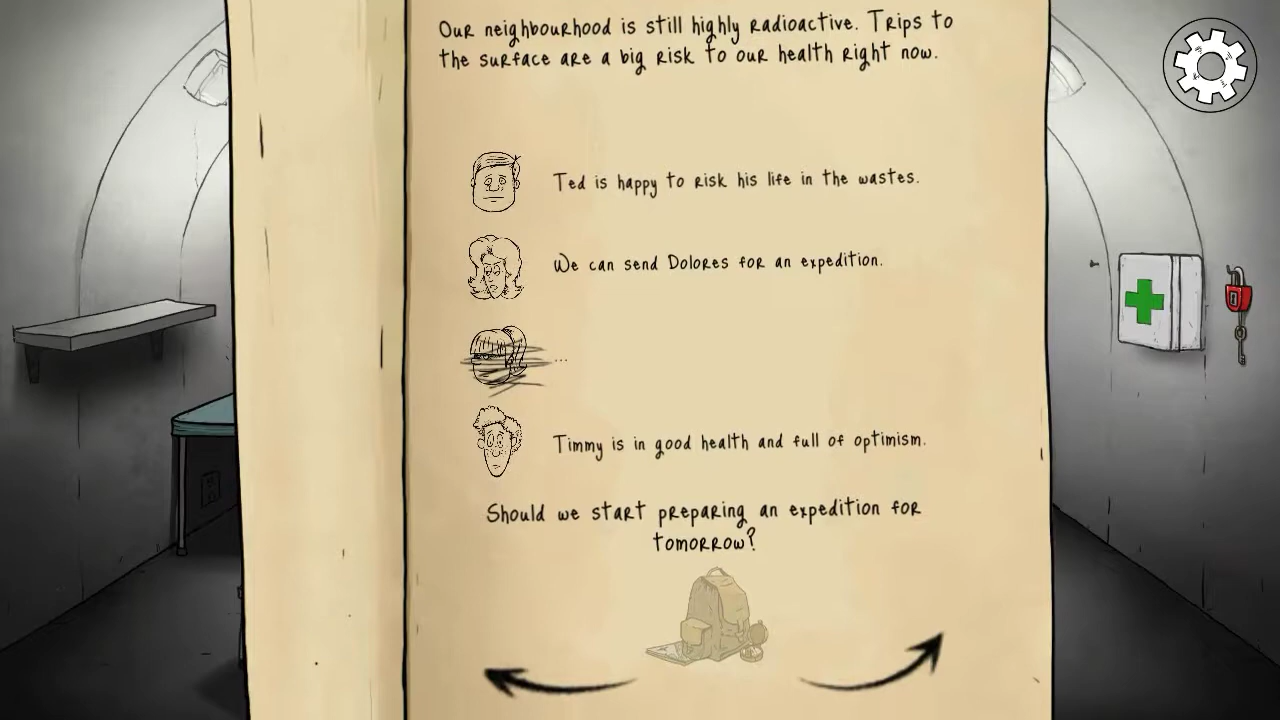 Our neighbourhood is still highly radioactive. Trips to
the surface are a big risk to our health right now.
Ted is happy to risk his life in the wastes.
We can send Dolores for an expedition.
...
Timmy is in good health and full of optimism.
Should we start preparing an expedition for
tomorrow?